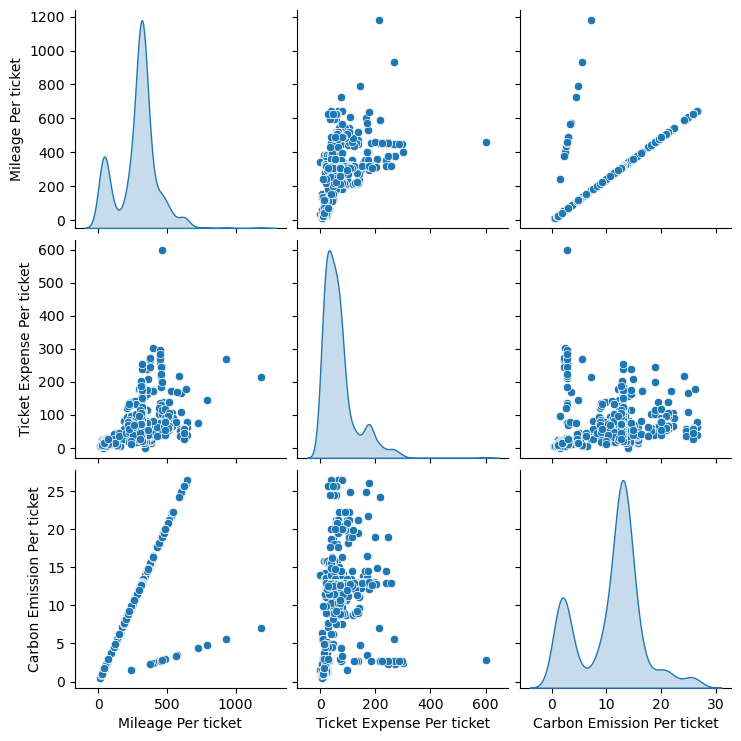 1200
1000
800
600
400
200
0
Mileage Per ticket
600
500
400
300
200
100
0
Ticket Expense Per ticket
25
20
15
10
5
0
Carbon Emission Per ticket
0 500 1000
0 200 400 600
0 10 20 30
Mileage Per ticket
Ticket Expense Per ticket
Carbon Emission Per ticket